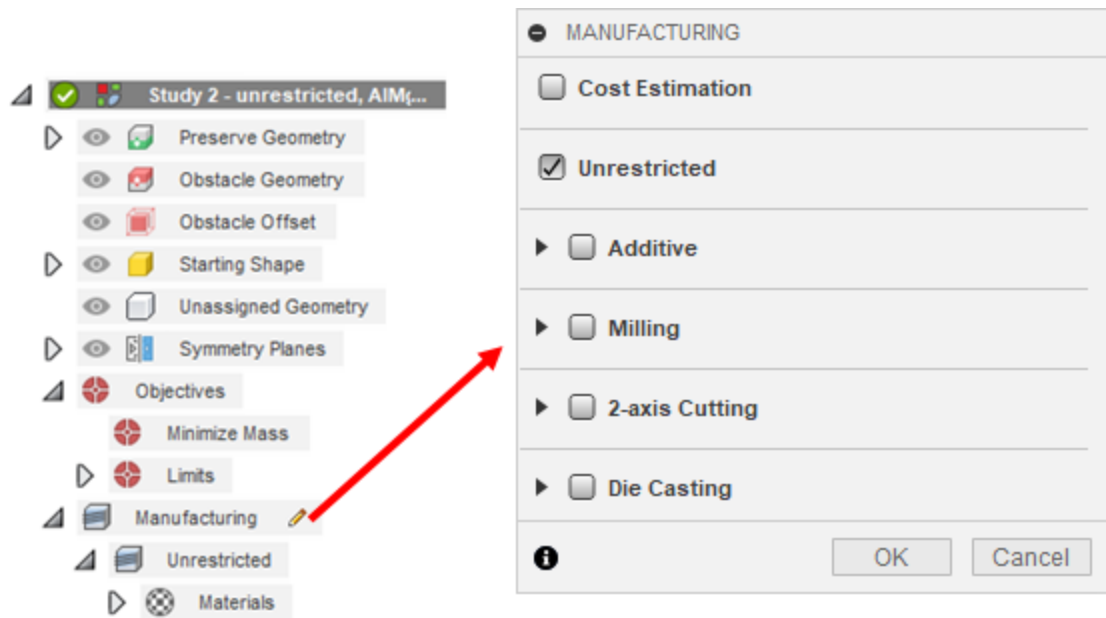 Study 2 - unrestricted, AlMg...
Preserve Geometry
Obstacle Geometry
Obstacle Offset
Starting Shape
Unassigned Geometry
Symmetry Planes
Objectives
Minimize Mass
Limits
Manufacturing
Unrestricted
Materials
MANUFACTURING
Cost Estimation
Unrestricted
Additive
Milling
2-axis Cutting
Die Casting
OK
Cancel